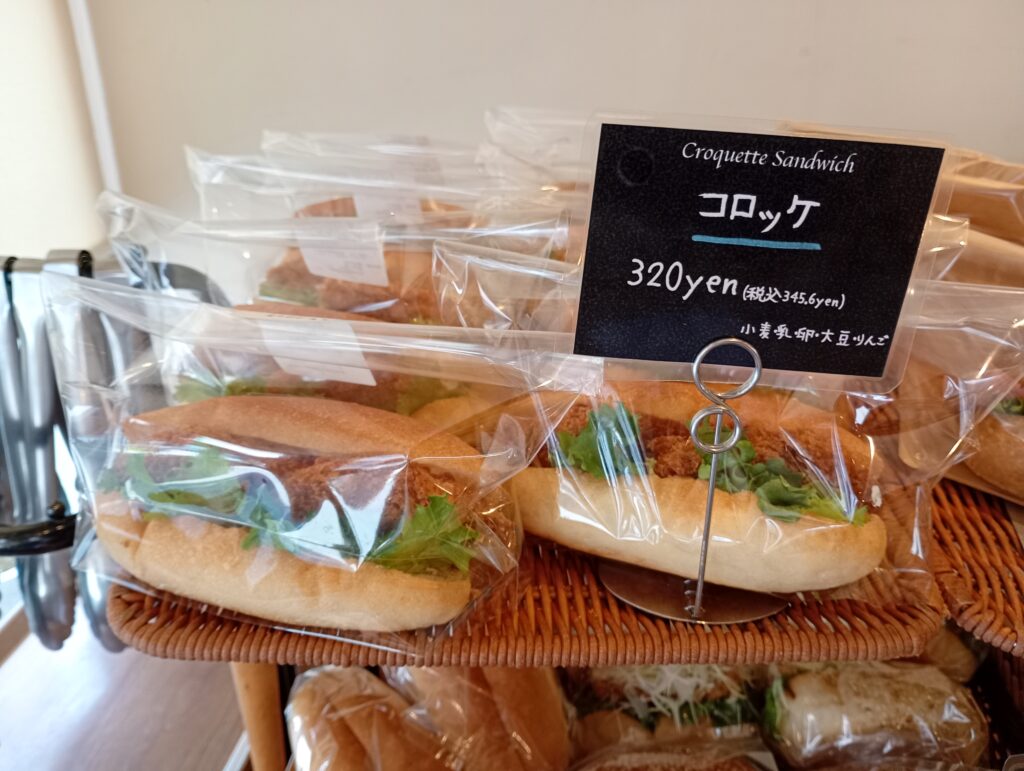 Croquette Sandwich
コロッケ
320yen (税込345.6yen)
小麦・乳・卵・大豆・りんご